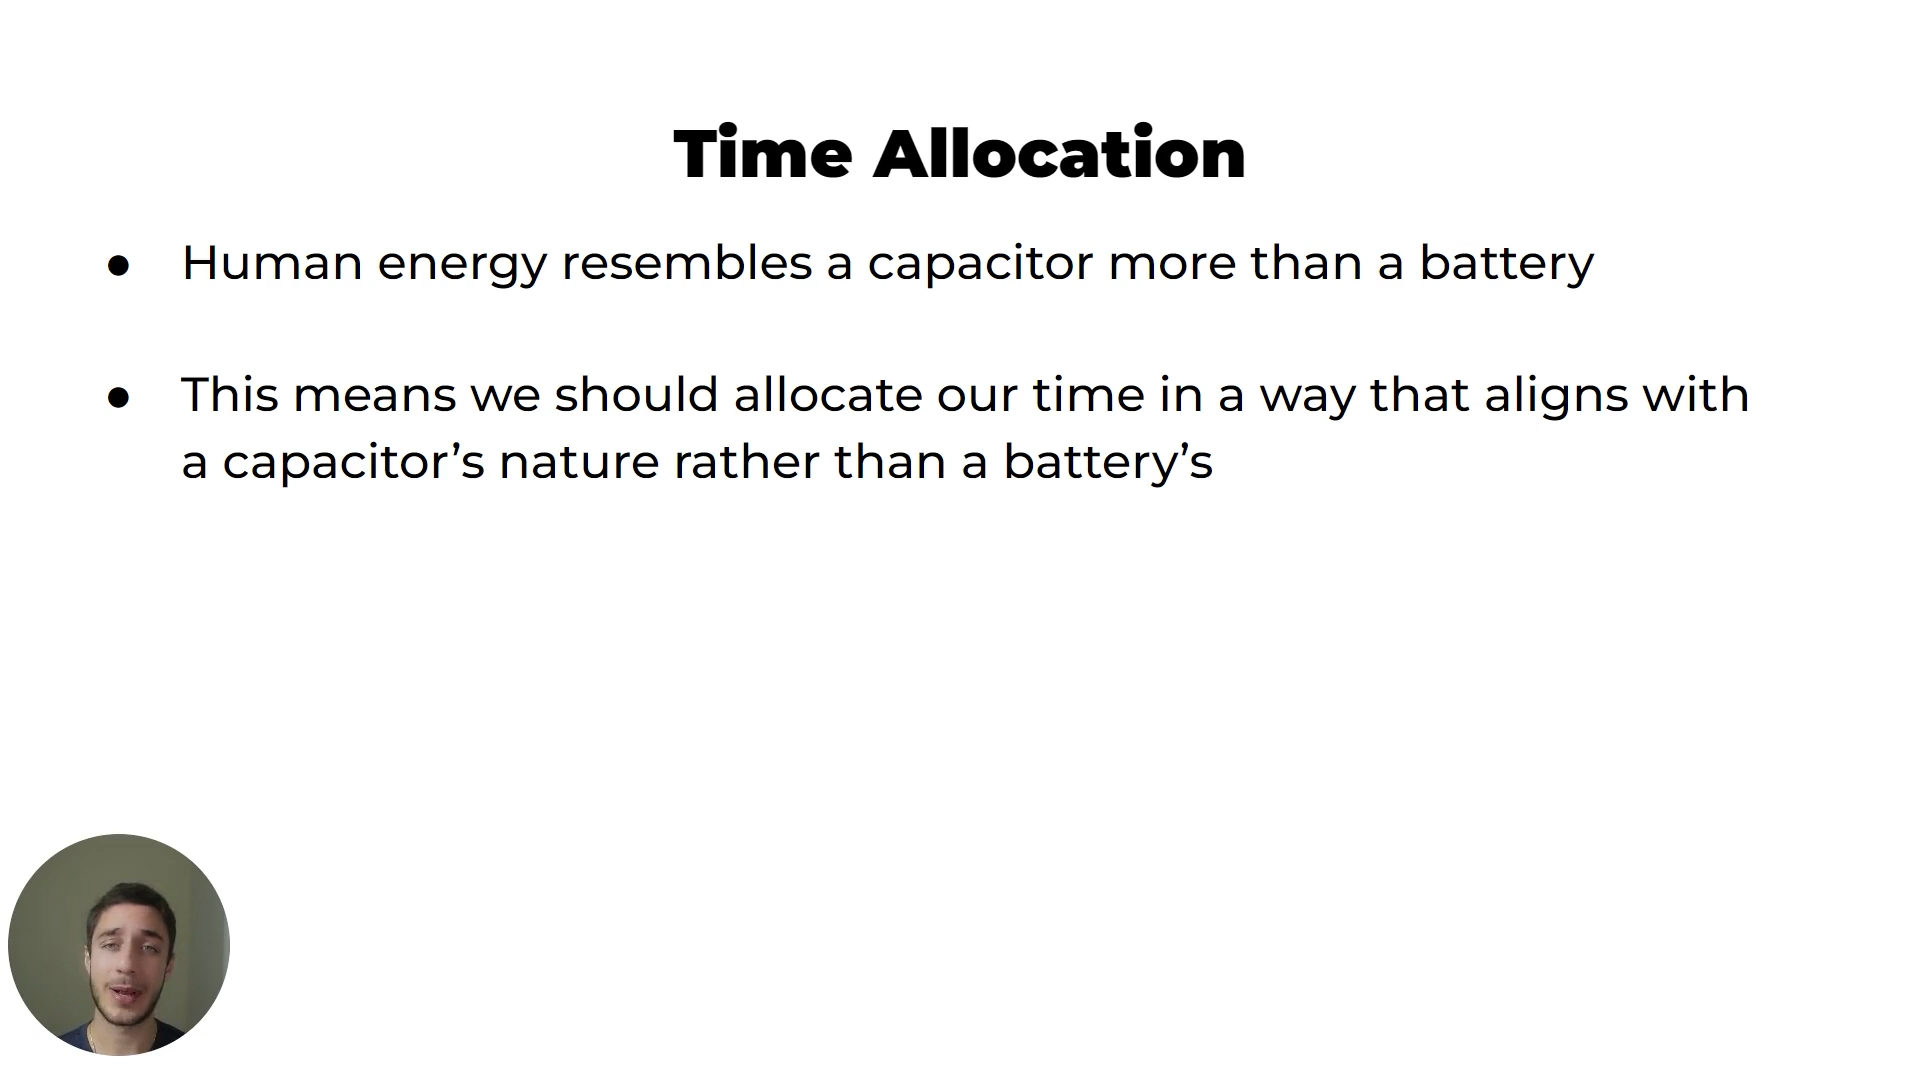 Time Allocation
● Human energy resembles a capacitor more than a battery
● This means we should allocate our time in a way that aligns with
a capacitor’s nature rather than a battery’s